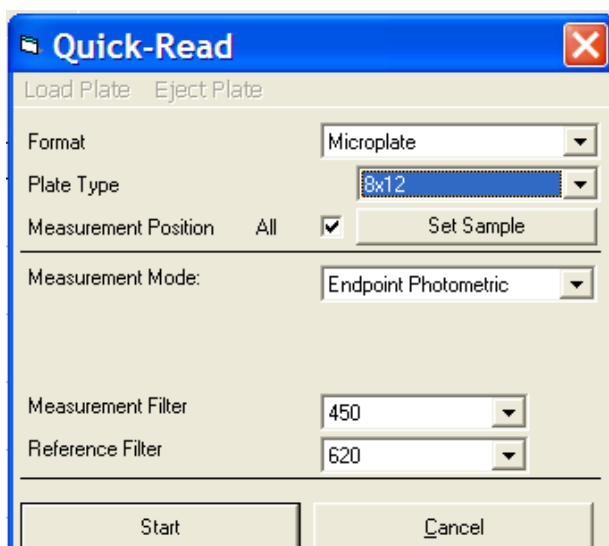 Quick-Read
Load Plate Eject Plate
Format Microplate
Plate Type 8x12
Measurement Position All Set Sample
Measurement Mode: Endpoint Photometric
Measurement Filter 450
Reference Filter 620
Start Cancel